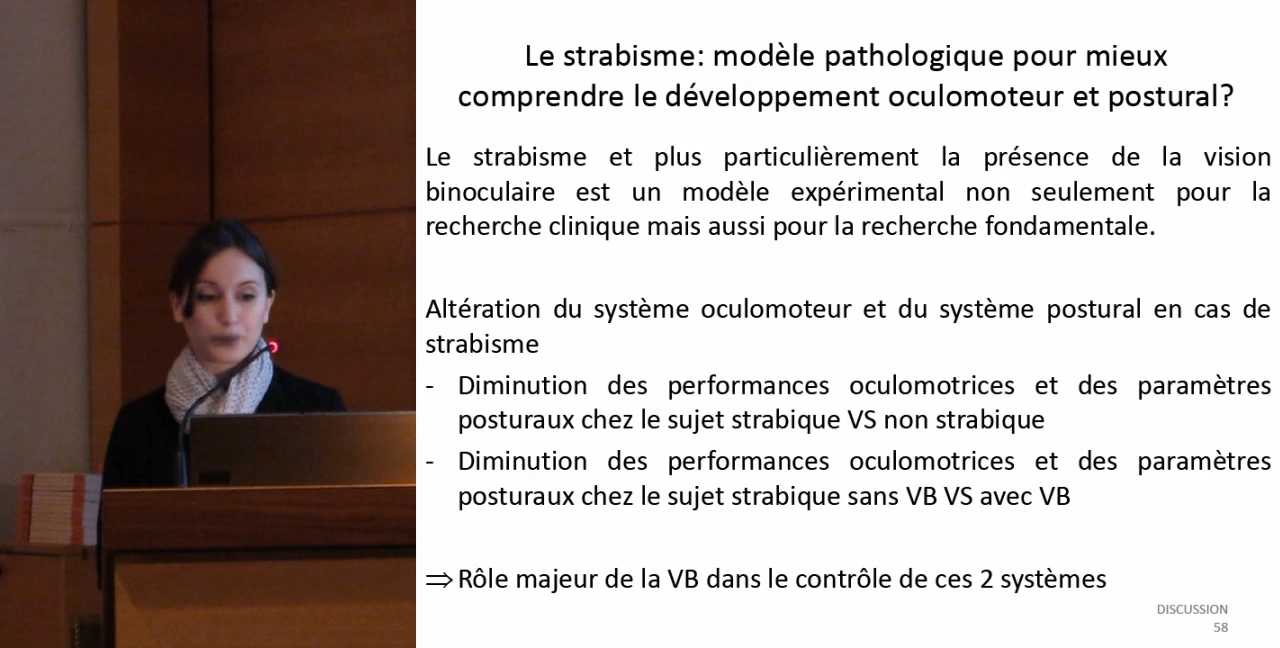 Le strabisme: modèle pathologique pour mieux
comprendre le développement oculomoteur et postural?
Le strabisme et plus particulièrement la présence de la vision
binoculaire est un modèle expérimental non seulement pour la
recherche clinique mais aussi pour la recherche fondamentale.
Altération du système oculomoteur et du système postural en cas de
strabisme
- Diminution des performances oculomotrices et des paramètres
posturaux chez le sujet strabique VS non strabique
- Diminution des performances oculomotrices et des paramètres
posturaux chez le sujet strabique sans VB VS avec VB
⇒ Rôle majeur de la VB dans le contrôle de ces 2 systèmes
DISCUSSION
58